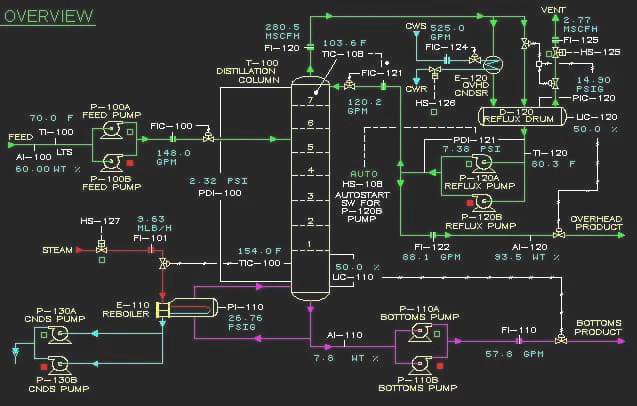 OVERVIEW
VENT
2.77
MSCFH
FI-125
HS-125
280.5
MSCFH
FI-120
103.6 F
TIC-10B
CWS
525.0
GPM
FIC-124
T-100
DISTILLATION
COLUMN
FIC-121
120.2
GPM
CWR
HS-126
E-120
OVHD
CNDSR
14.90
PSIG
PIC-120
D-120
REFLUX DRUM
LIC-120
50.0 %
P-100A
FEED PUMP
70.0 F
TI-100
FEED
AI-100
LTS
60.00 WT %
P-100B
FEED PUMP
FIC-100
148.0
GPM
7
6
5
4
3
2
1
2.32 PSI
PDI-100
AUTO
HS-10B
AUTOSTART
SW FOR
P-120B
PUMP
PDI-121
7.38 PSI
P-120A
REFLUX PUMP
TI-120
80.3 F
P-120B
REFLUX PUMP
HS-127
9.63
MLB/H
FI-101
STEAM
154.0 F
TIC-100
50.0 %
LIC-110
FI-122
88.1 GPM
AI-120
93.5 WT %
OVERHEAD
PRODUCT
E-110
REBOILER
PI-110
26.76
PSIG
P-130A
CNDS PUMP
P-130B
CNDS PUMP
AI-110
7.8 WT %
P-110A
BOTTOMS PUMP
P-110B
BOTTOMS PUMP
FI-110
57.8 GPM
BOTTOMS
PRODUCT